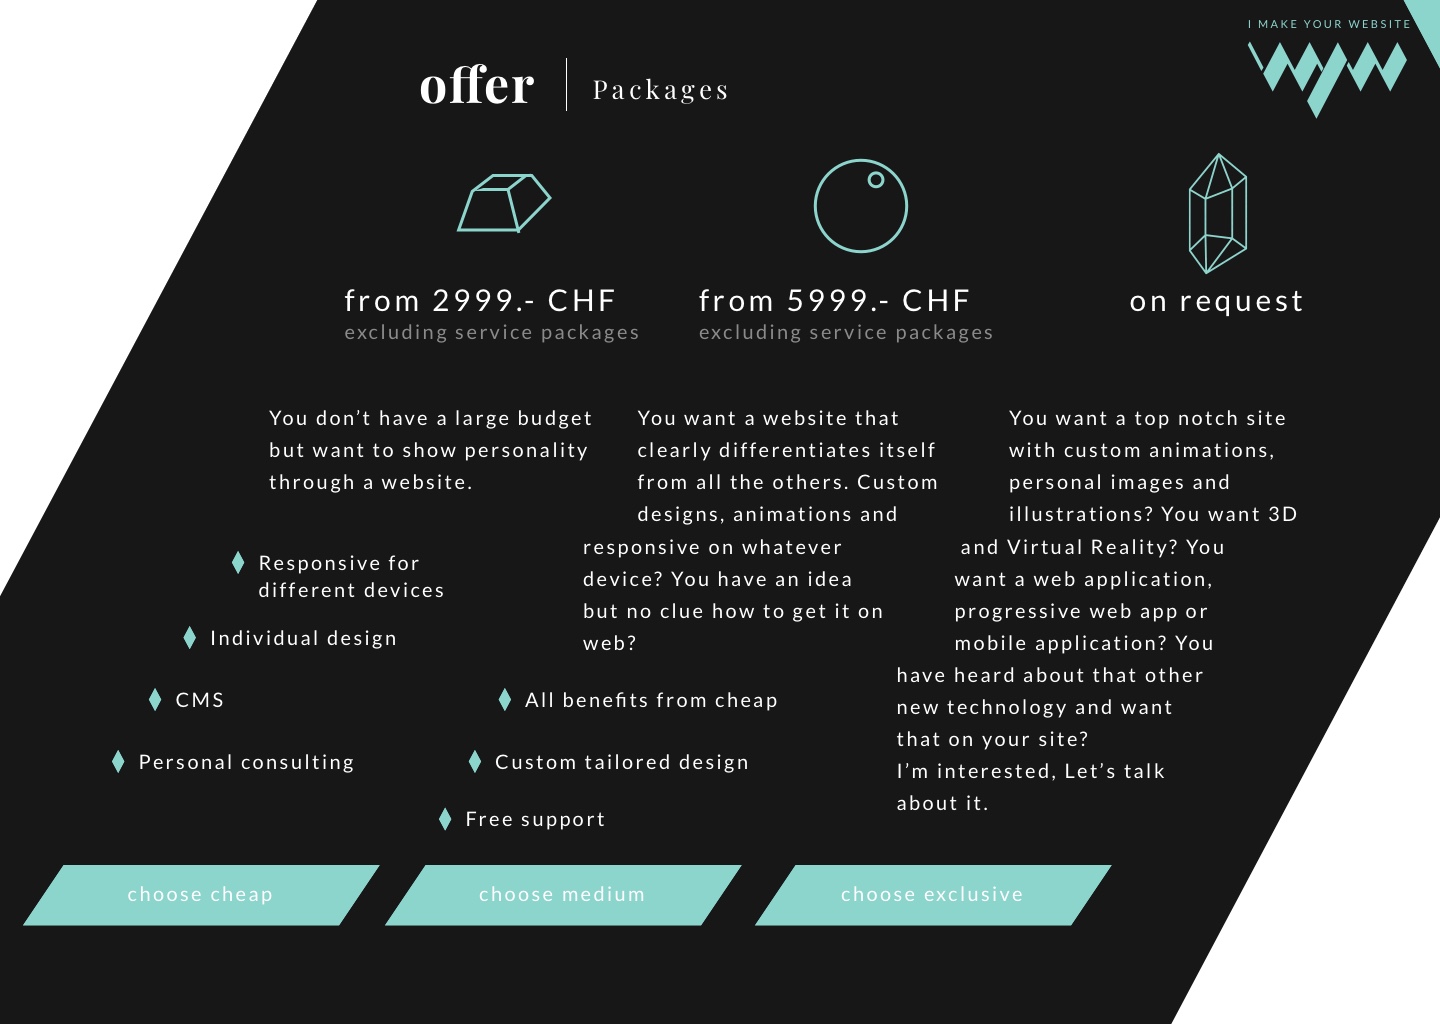 I MAKE YOUR WEBSITE
offer
Packages
from 2999.- CHF
excluding service packages
You don’t have a large budget
but want to show personality
through a website.
Responsive for
different devices
Individual design
CMS
Personal consulting
choose cheap
from 5999.- CHF
excluding service packages
You want a website that
clearly differentiates itself
from all the others. Custom
designs, animations and
responsive on whatever
device? You have an idea
but no clue how to get it on
web?
All benefits from cheap
Custom tailored design
Free support
choose medium
on request
You want a top notch site
with custom animations,
personal images and
illustrations? You want 3D
and Virtual Reality? You
want a web application,
progressive web app or
mobile application? You
have heard about that other
new technology and want
that on your site?
I’m interested, Let’s talk
about it.
choose exclusive